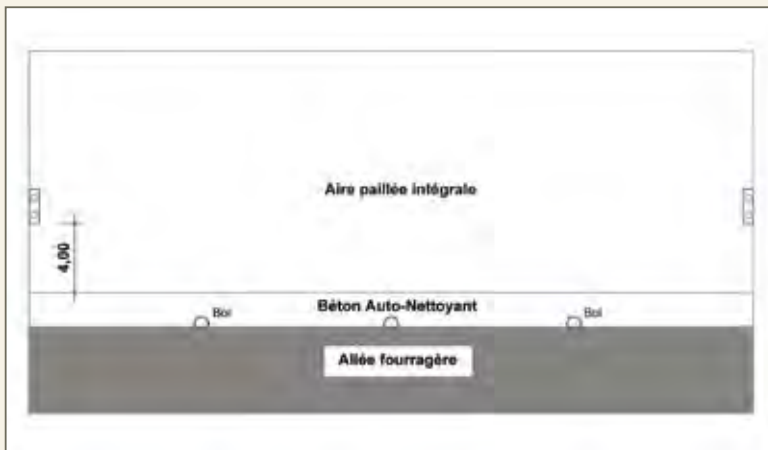 Aire paillée intégrale
4,00
Béton Auto-Nettoyant
Bol
Bol
Allée fourragère